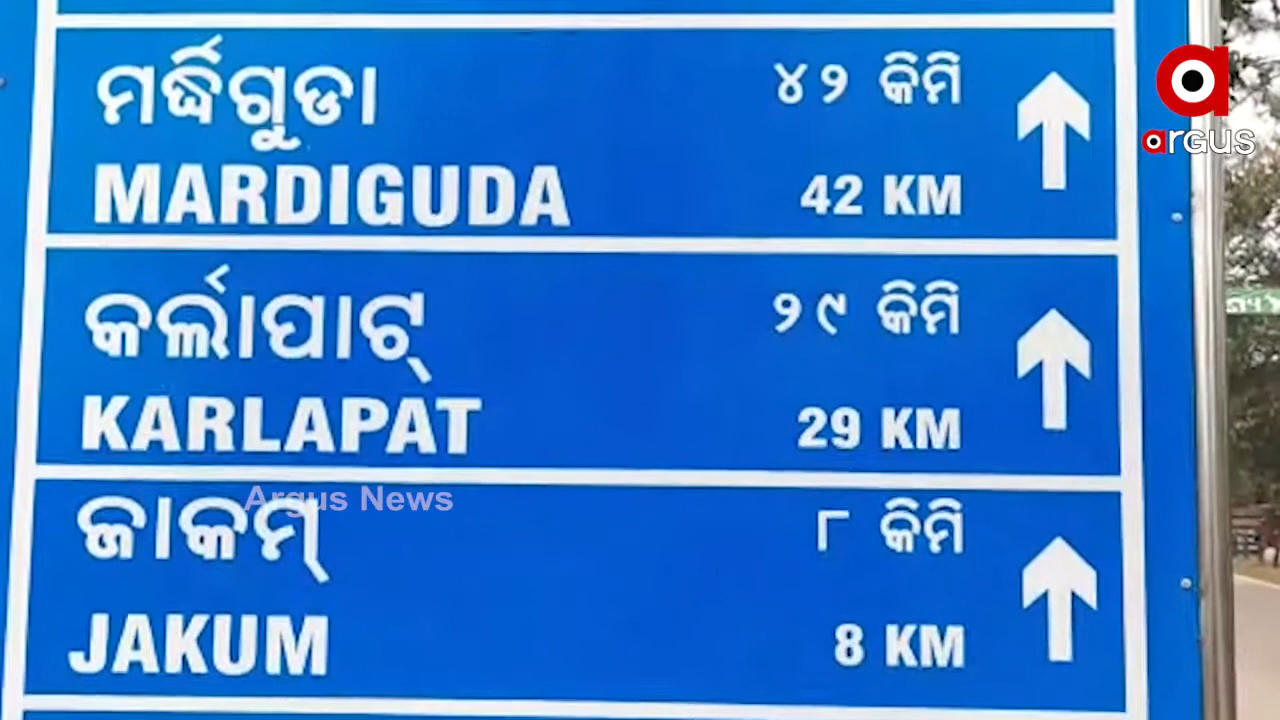 ମର୍ଦ୍ଧିଗୁଡା ୪୨ କିମି
MARDIGUDA 42 KM
କର୍ଲାପାଟ୍ ୨୯ କିମି
KARLAPAT 29 KM
ଜାକମ୍ ୮ କିମି
JAKUM 8 KM
argus
Argus News